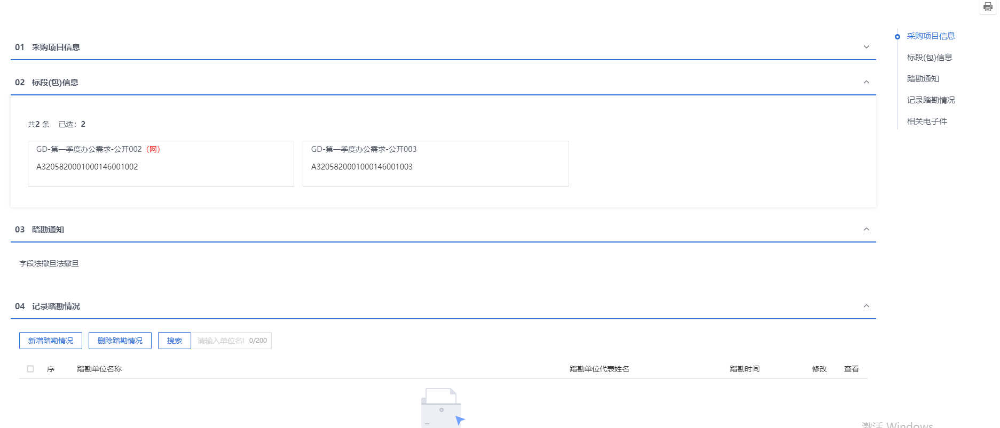 01 采购项目信息
02 标段(包)信息
共2 条 已选：2
GD-第一季度办公需求-公开002（网）
A3205820001000146001002
GD-第一季度办公需求-公开003
A3205820001000146001003
03 踏勘通知
字段法撒旦法撒旦
04 记录踏勘情况
新增踏勘情况 删除踏勘情况 搜索 请输入单位名 0/200
序 踏勘单位名称 踏勘单位代表姓名 踏勘时间 修改 查看
采购项目信息
标段(包)信息
踏勘通知
记录踏勘情况
相关电子件
激活 Windows